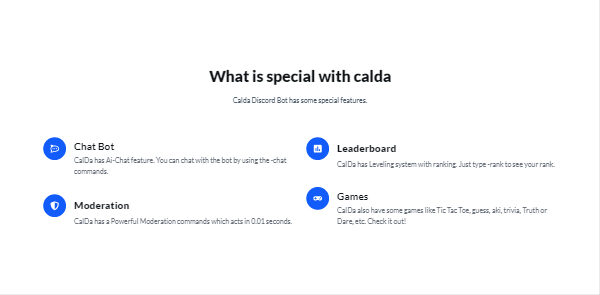 What is special with calda
Calda Discord Bot has some special features.
Chat Bot
CalDa has Ai-Chat feature. You can chat with the bot by using the -chat
commands.
Moderation
CalDa has a Powerful Moderation commands which acts in 0.01 seconds.
Leaderboard
CalDa has Leveling system with ranking. Just type -rank to see your rank.
Games
CalDa also have some games like Tic Tac Toe, guess, aki, trivia, Truth or
Dare, etc. Check it out!